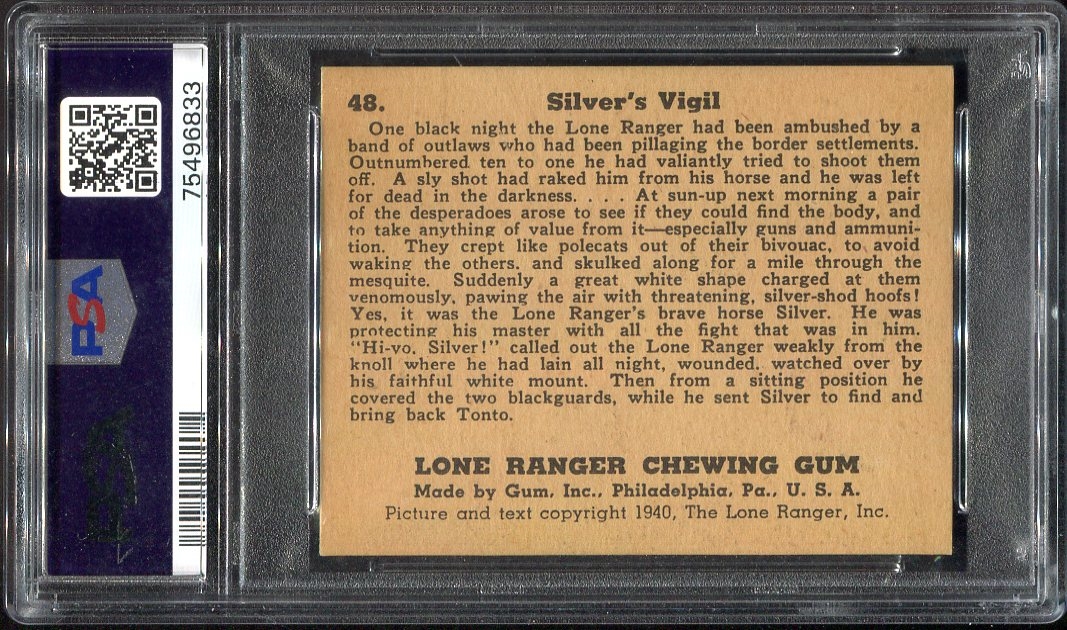 75496833
PSA
48.
Silver's Vigil
One black night the Lone Ranger had been ambushed by a
band of outlaws who had been pillaging the border settlements.
Outnumbered ten to one he had valiantly tried to shoot them
off. A sly shot had raked him from his horse and he was left
for dead in the darkness. . . . At sun-up next morning a pair
of the desperadoes arose to see if they could find the body, and
to take anything of value from it—especially guns and ammuni-
tion. They crept like polecats out of their bivouac, to avoid
waking the others, and skulked along for a mile through the
mesquite. Suddenly a great white shape charged at them
venomously, pawing the air with threatening, silver-shod hoofs!
Yes, it was the Lone Ranger's brave horse Silver. He was
protecting his master with all the fight that was in him.
"Hi-yo, Silver!" called out the Lone Ranger weakly from the
knoll where he had lain all night, wounded, watched over by
his faithful white mount. Then from a sitting position he
covered the two blackguards, while he sent Silver to find and
bring back Tonto.
LONE RANGER CHEWING GUM
Made by Gum, Inc., Philadelphia, Pa., U. S. A.
Picture and text copyright 1940, The Lone Ranger, Inc.